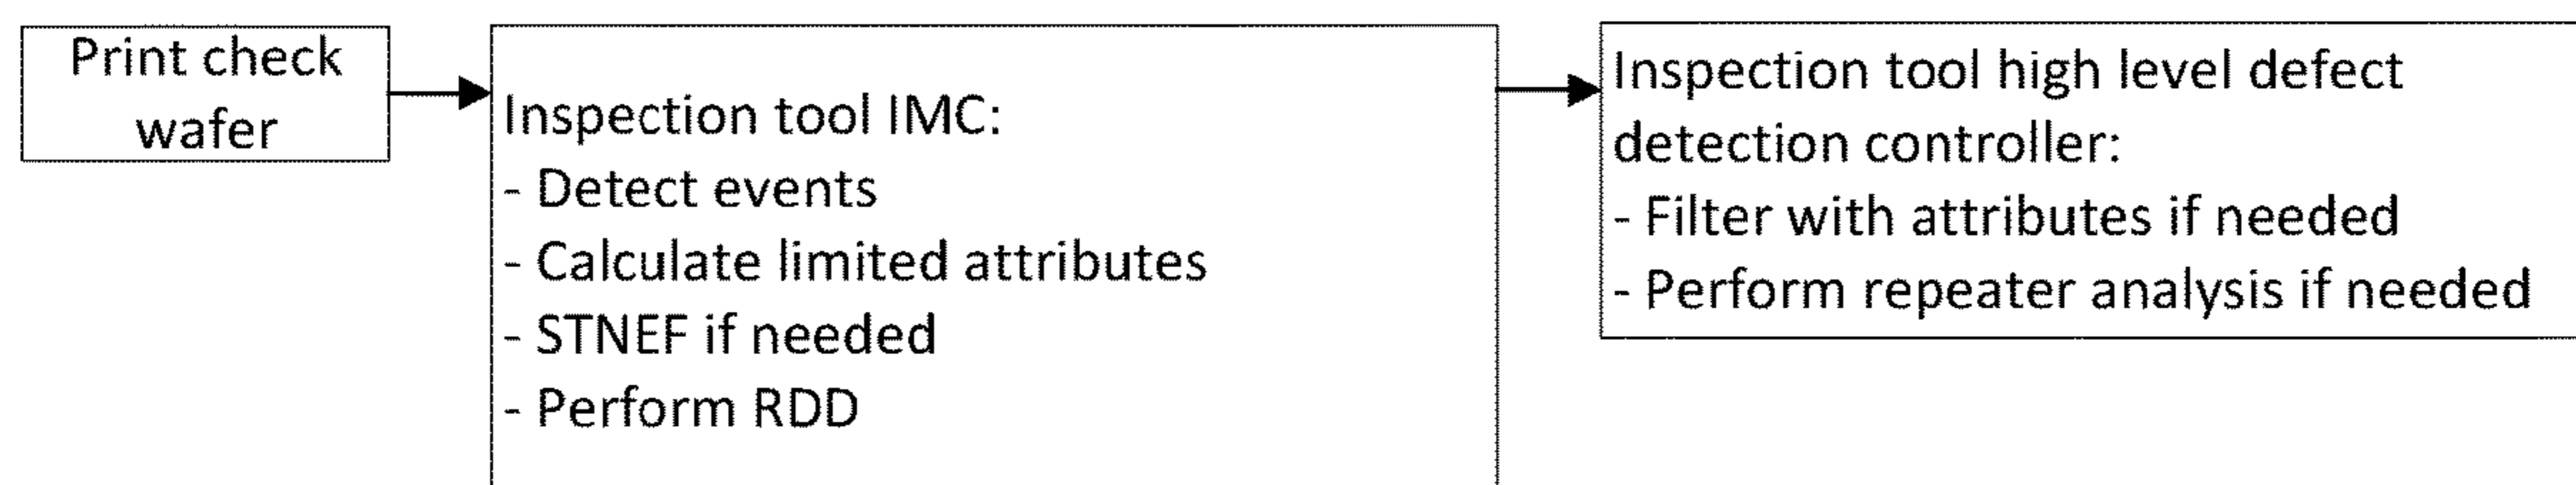 Print check
wafer
Inspection tool IMC:
- Detect events
- Calculate limited attributes
- STNEF if needed
- Perform RDD
Inspection tool high level defect
detection controller:
- Filter with attributes if needed
- Perform repeater analysis if needed